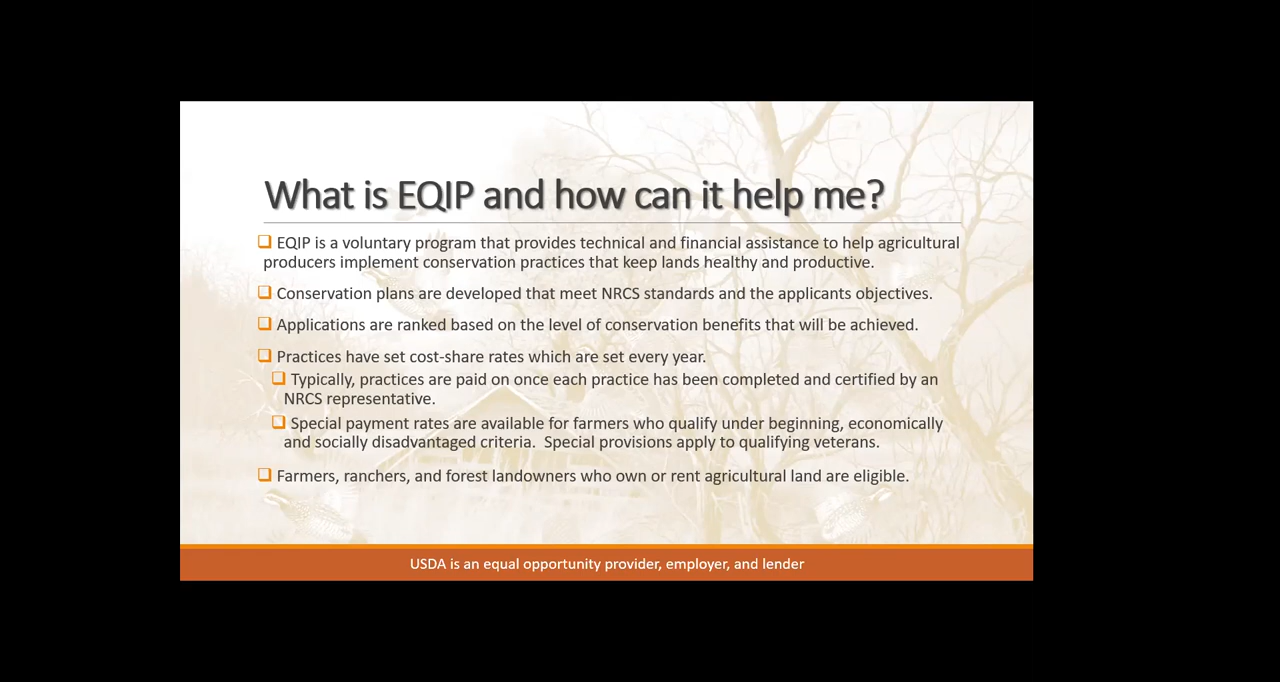 What is EQIP and how can it help me?
EQIP is a voluntary program that provides technical and financial assistance to help agricultural
producers implement conservation practices that keep lands healthy and productive.
Conservation plans are developed that meet NRCS standards and the applicants objectives.
Applications are ranked based on the level of conservation benefits that will be achieved.
Practices have set cost-share rates which are set every year.
Typically, practices are paid on once each practice has been completed and certified by an
NRCS representative.
Special payment rates are available for farmers who qualify under beginning, economically
and socially disadvantaged criteria.  Special provisions apply to qualifying veterans.
Farmers, ranchers, and forest landowners who own or rent agricultural land are eligible.
USDA is an equal opportunity provider, employer, and lender